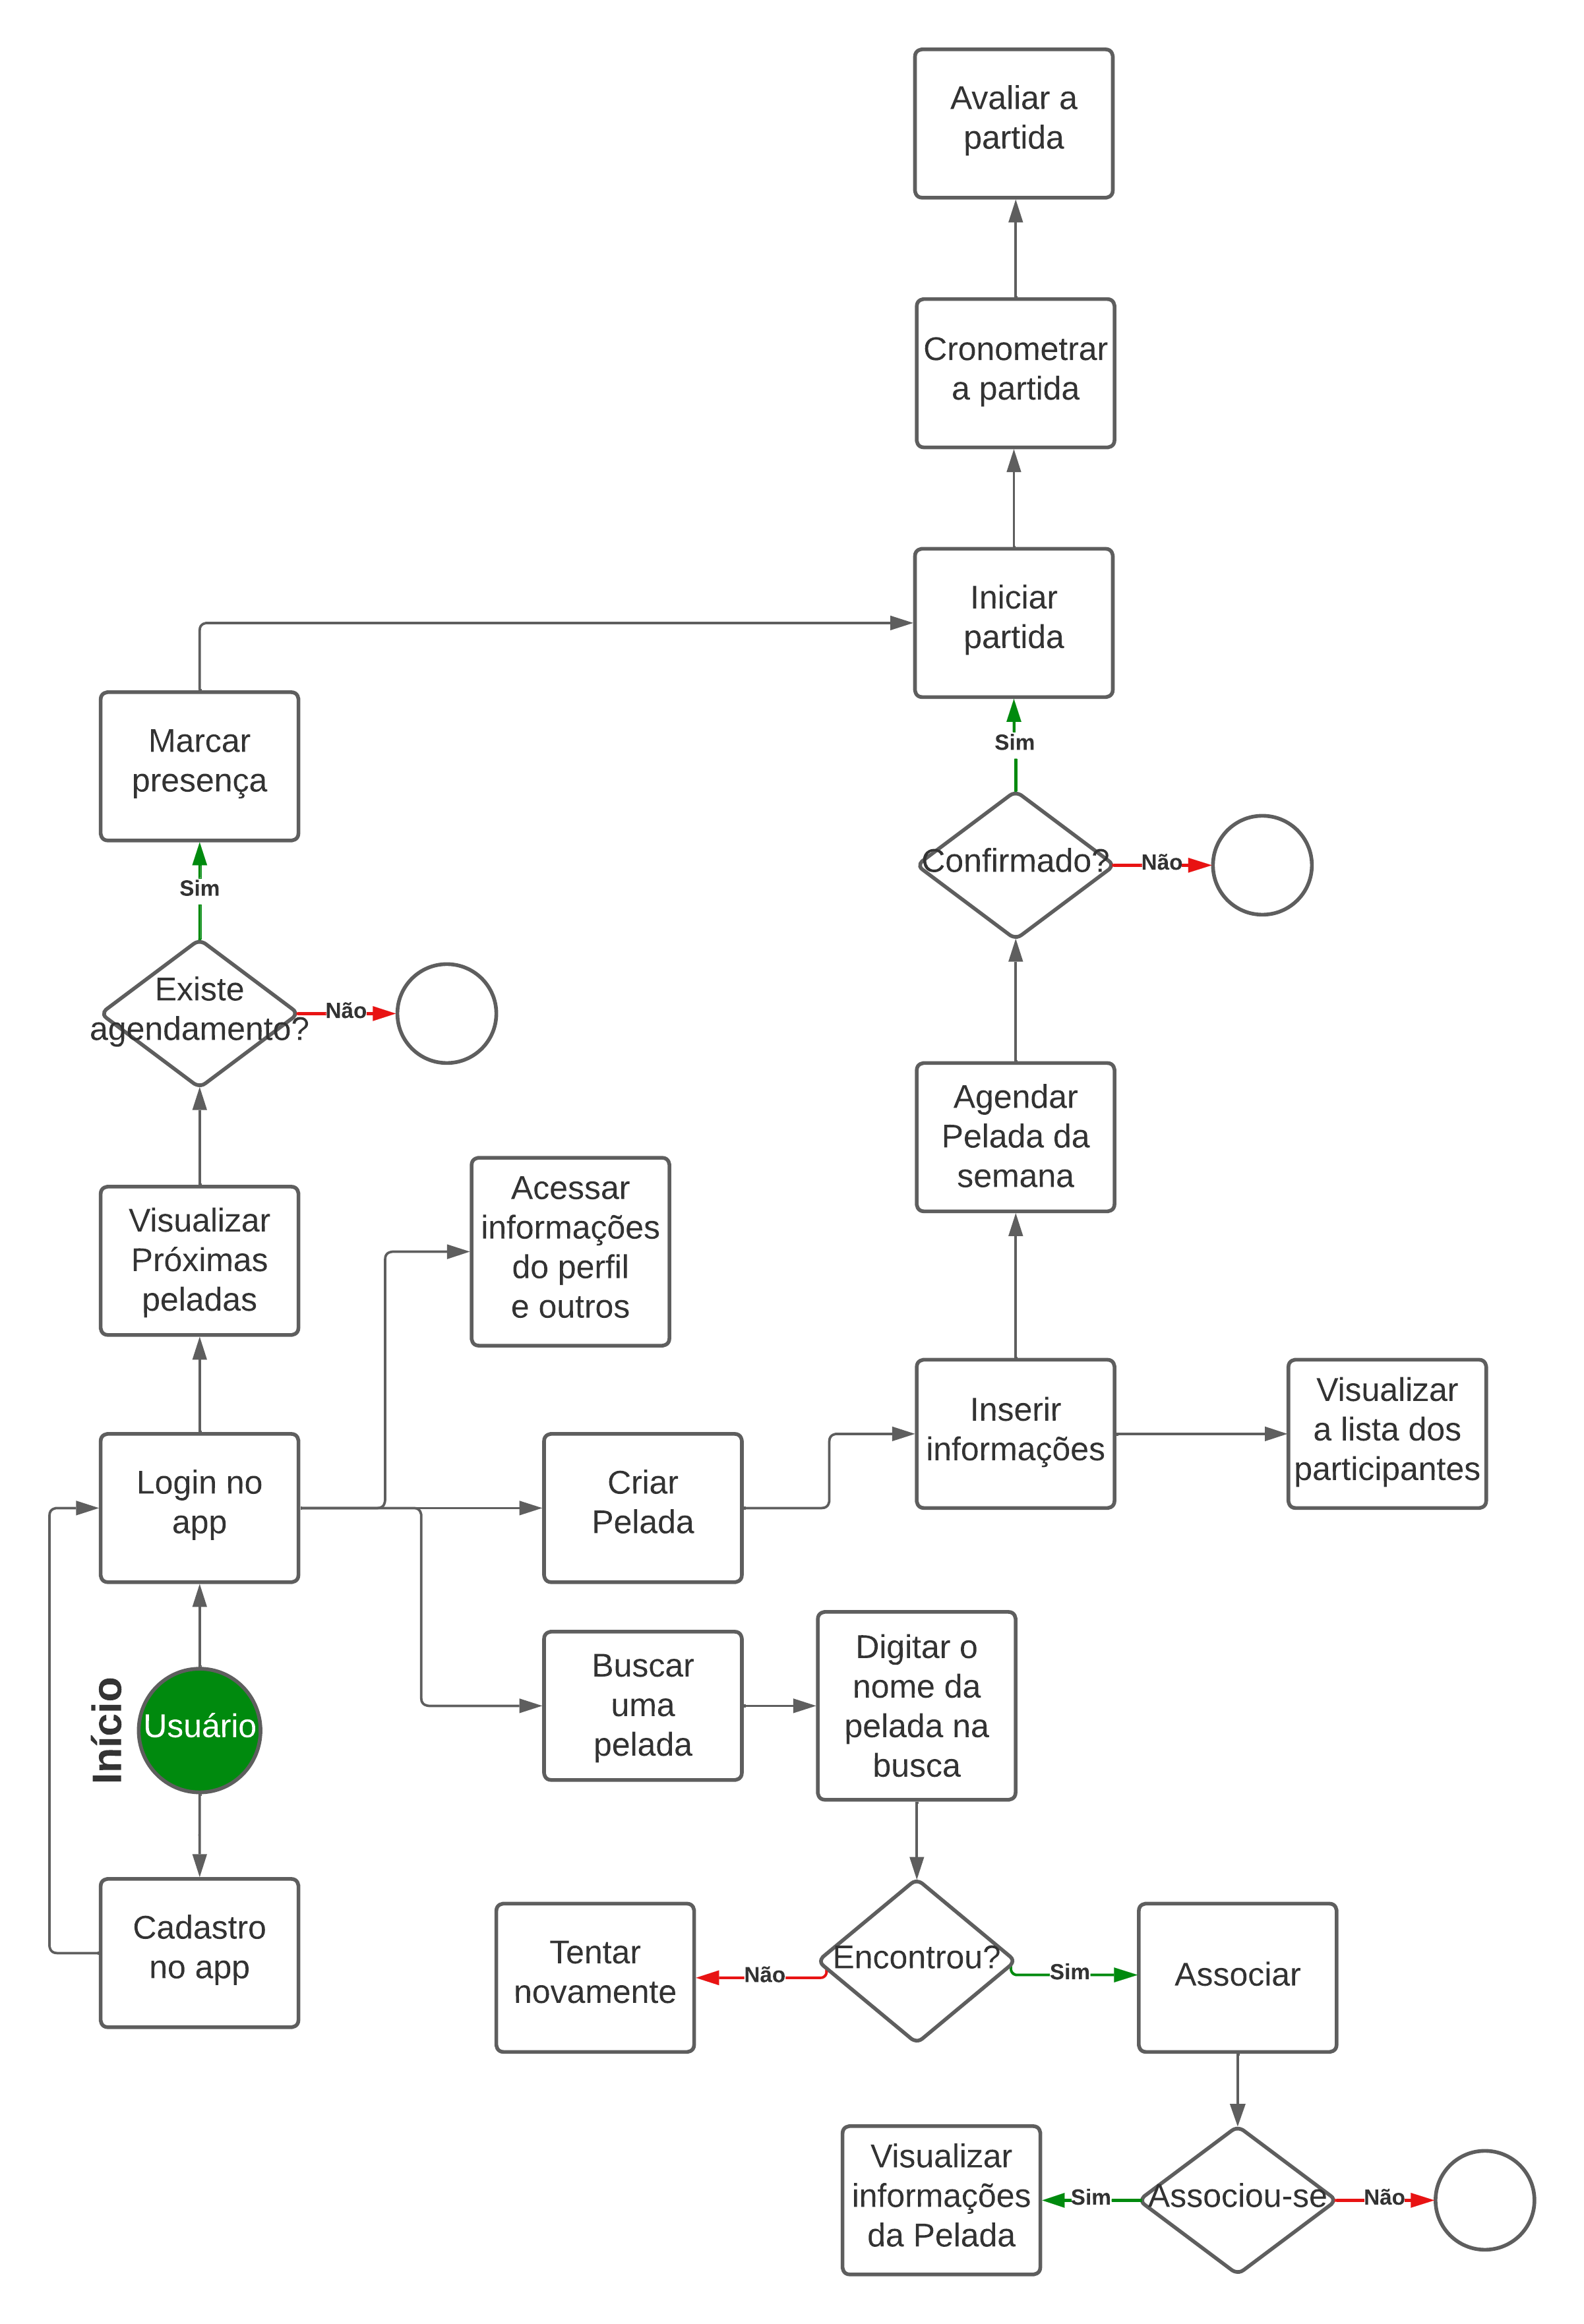 Avaliar a
partida
Cronometrar
a partida
Iniciar
partida
Marcar
presença
Sim
Confirmado?
Não
Sim
Existe
agendamento?
Não
Agendar
Pelada da
semana
Visualizar
Próximas
peladas
Acessar
informações
do perfil
e outros
Inserir
informações
Visualizar
a lista dos
participantes
Login no
app
Criar
Pelada
Buscar
uma
pelada
Digitar o
nome da
pelada na
busca
Início
Usuário
Cadastro
no app
Tentar
novamente
Não
Encontrou?
Sim
Associar
Visualizar
informações
da Pelada
Sim
Associou-se
Não